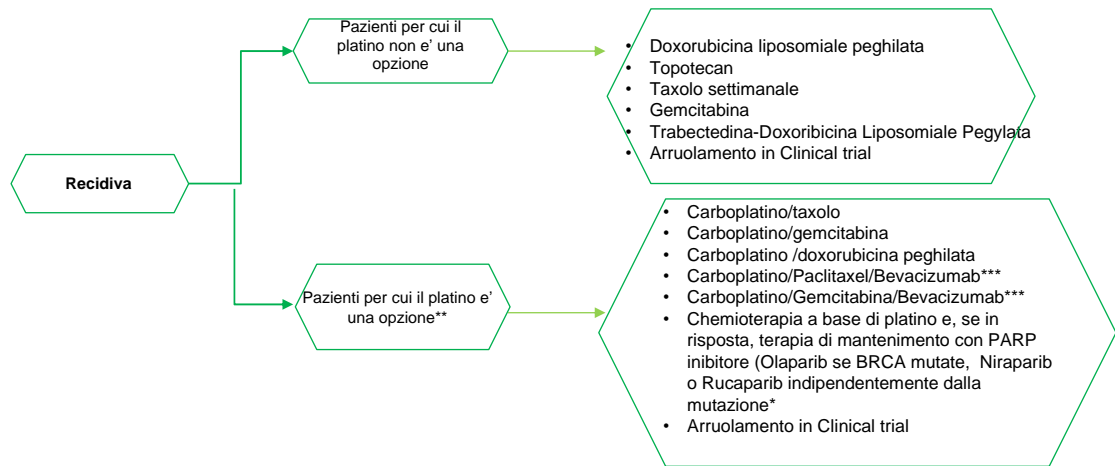 Recidiva
Pazienti per cui il
platino non e' una
opzione
• Doxorubicina liposomiale peghilata
• Topotecan
• Taxolo settimanale
• Gemcitabina
• Trabectedina-Doxoribicina Liposomiale Pegylata
• Arruolamento in Clinical trial
Pazienti per cui il platino e'
una opzione**
• Carboplatino/taxolo
• Carboplatino/gemcitabina
• Carboplatino /doxorubicina peghilata
• Carboplatino/Paclitaxel/Bevacizumab***
• Carboplatino/Gemcitabina/Bevacizumab***
• Chemioterapia a base di platino e, se in
risposta, terapia di mantenimento con PARP
inibitore (Olaparib se BRCA mutate, Niraparib
o Rucaparib indipendentemente dalla
mutazione*
• Arruolamento in Clinical trial